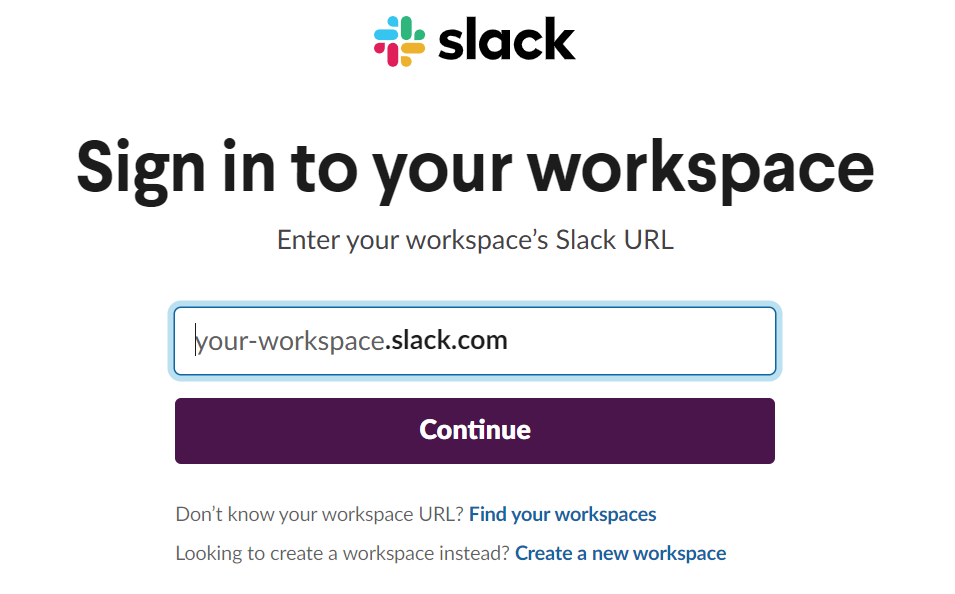 slack
Sign in to your workspace
Enter your workspace’s Slack URL
your-workspace.slack.com
Continue
Don’t know your workspace URL? Find your workspaces
Looking to create a workspace instead? Create a new workspace